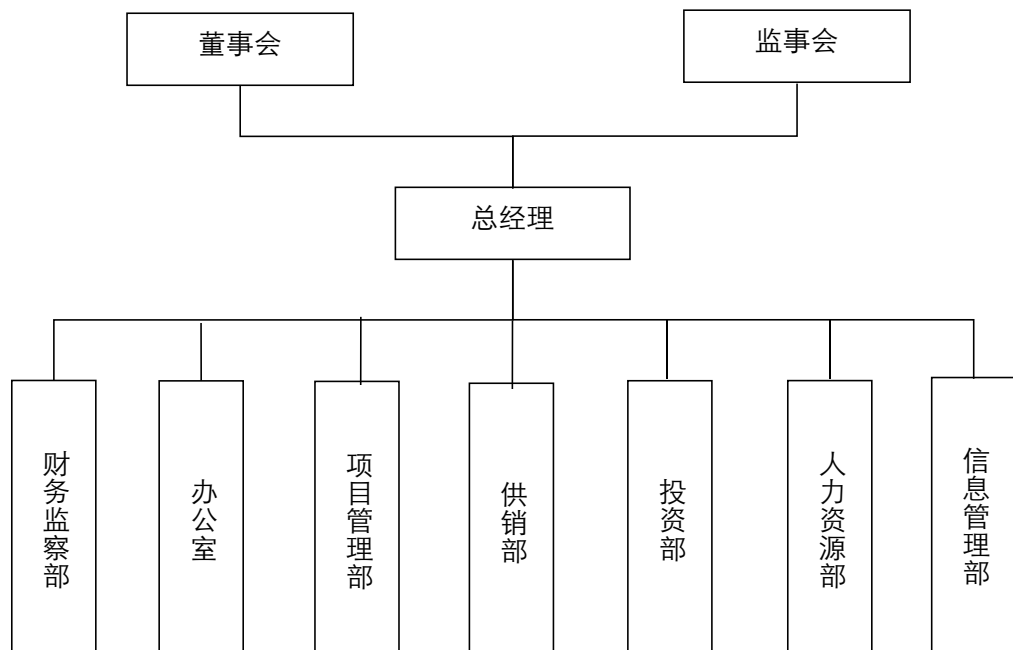 董事会
监事会
总经理
财务监察部
办公室
项目管理部
供销部
投资部
人力资源部
信息管理部